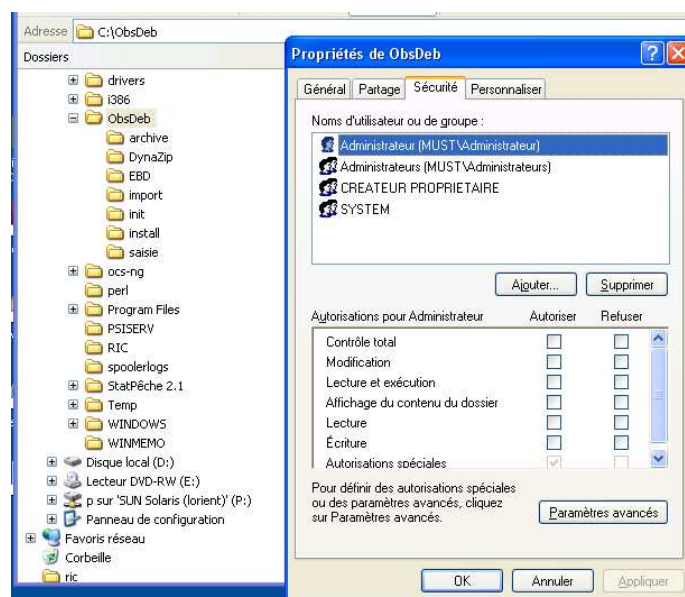 Adresse C:\ObsDeb
Dossiers
drivers
i386
ObsDeb
archive
DynaZip
EBD
import
init
install
saisie
ocs-ng
perl
Program Files
PSISERV
RIC
spoolerlogs
StatPêche 2.1
Temp
WINDOWS
WINMEMO
Disque local (D:)
Lecteur DVD-RW (E:)
p sur 'SUN Solaris (lorient)' (P:)
Panneau de configuration
Favoris réseau
Corbeille
ric
Propriétés de ObsDeb
Général Partage Sécurité Personnaliser
Noms d'utilisateur ou de groupe :
Administrateur (MUST\Administrateur)
Administrateurs (MUST\Administrateurs)
CREATEUR PROPRIETAIRE
SYSTEM
Ajouter... Supprimer
Autorisations pour Administrateur Autoriser Refuser
Contrôle total
Modification
Lecture et exécution
Affichage du contenu du dossier
Lecture
Écriture
Autorisations spéciales
Pour définir des autorisations spéciales
ou des paramètres avancés, cliquez
sur Paramètres avancés.
Paramètres avancés
OK Annuler Appliquer